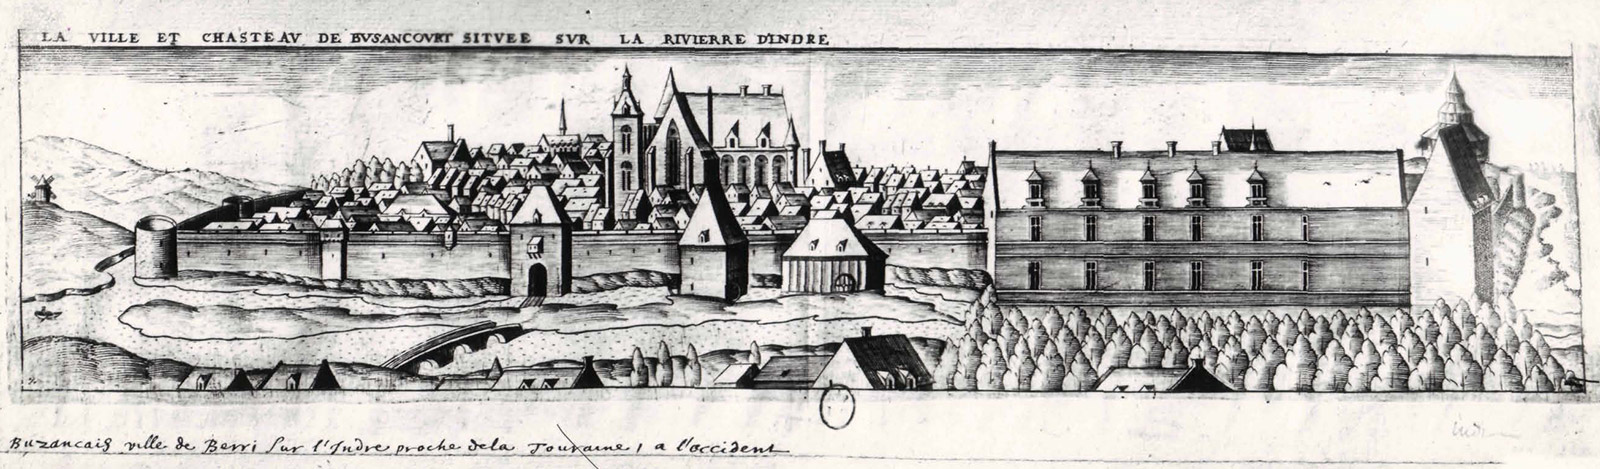 LA VILLE ET CHASTEAV DE BVSANCOVRT SITVEE SVR LA RIVIERRE D'INDRE
Buzancais ville de Berri sur l'Indre proche de la Touraine, a l'occident